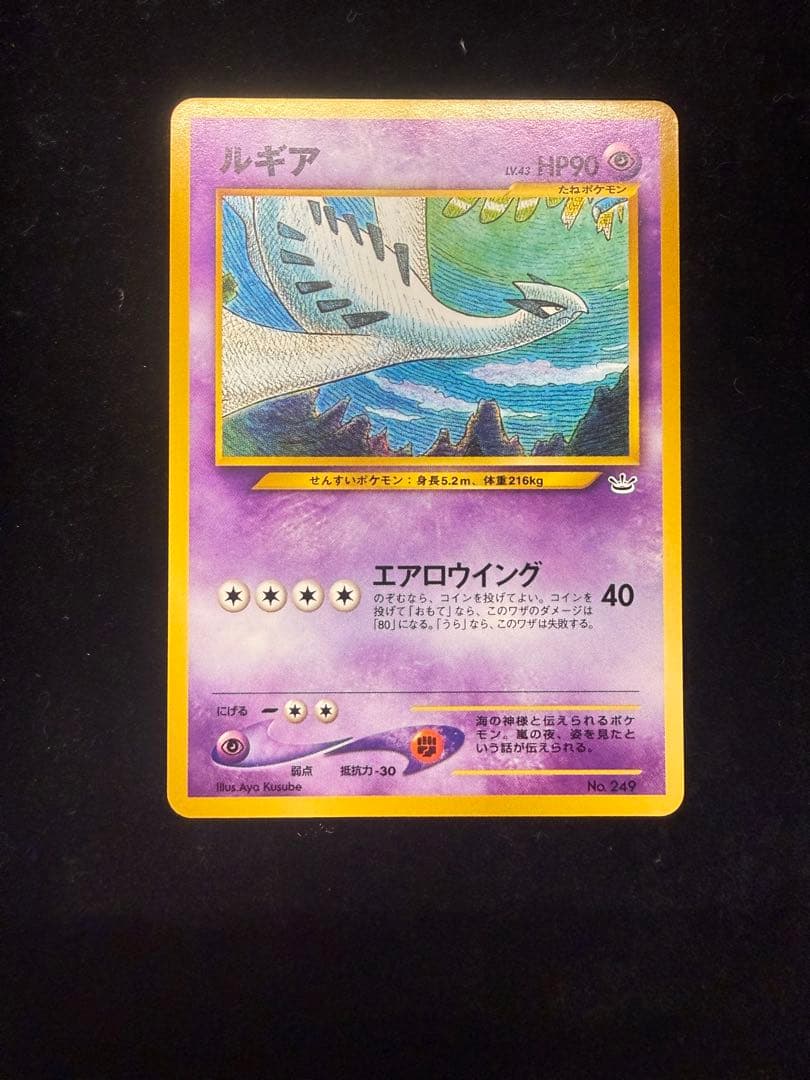 ルギア
LV.43 HP90
たねポケモン
せんすいポケモン：身長5.2m、体重216kg
エアロウイング
のぞむなら、コインを投げてよい。コインを
投げて「おもて」なら、このワザのダメージは
「80」になる。「うら」なら、このワザは失敗する。
40
にげる
弱点 抵抗力-30
海の神様と伝えられるポケ
モン。嵐の夜、姿を見たと
いう話が伝えられる。
Illus.Aya Kusube
No. 249